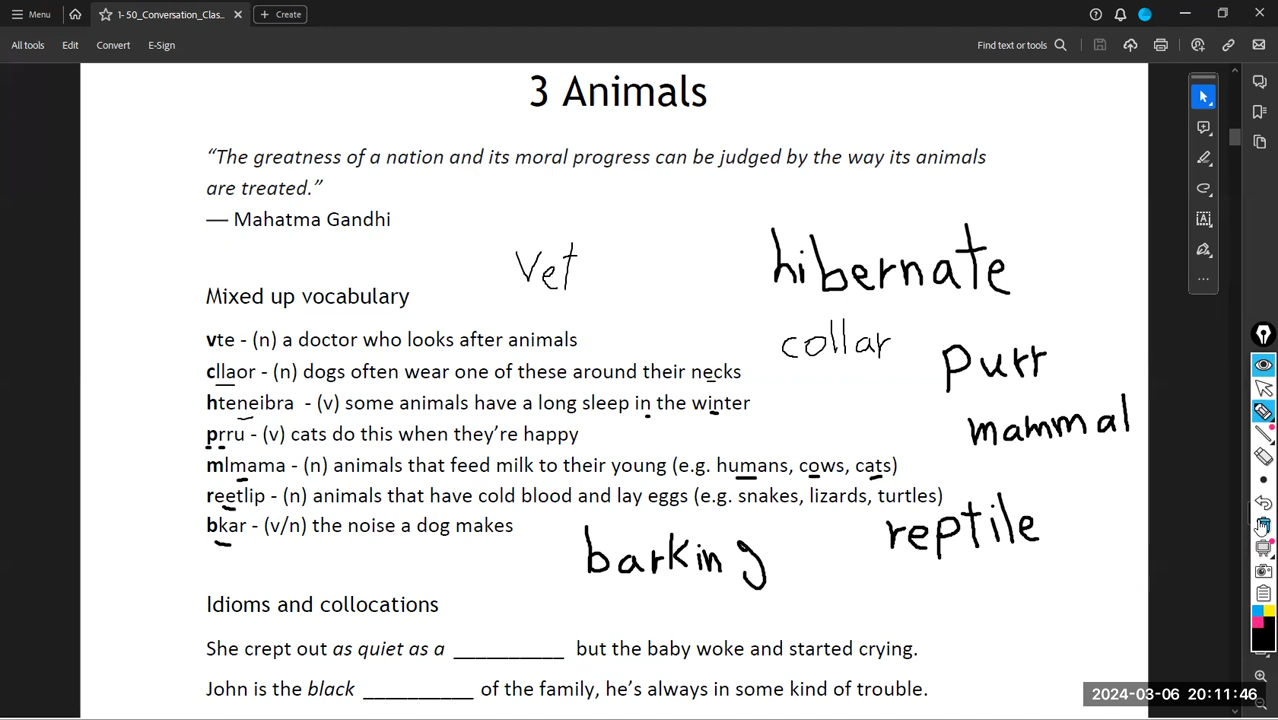 Menu 1- 50_Conversation_Clas... Create
All tools Edit Convert E-Sign Find text or tools
3 Animals
“The greatness of a nation and its moral progress can be judged by the way its animals
are treated.”
— Mahatma Gandhi
vet
hibernate
Mixed up vocabulary
vte - (n) a doctor who looks after animals
collar
cllaor - (n) dogs often wear one of these around their necks
purr
hteneibra - (v) some animals have a long sleep in the winter
prru - (v) cats do this when they’re happy
mammal
mlmama - (n) animals that feed milk to their young (e.g. humans, cows, cats)
reetlip - (n) animals that have cold blood and lay eggs (e.g. snakes, lizards, turtles)
bkar - (v/n) the noise a dog makes
reptile
barking
Idioms and collocations
She crept out as quiet as a __________ but the baby woke and started crying.
John is the black __________ of the family, he’s always in some kind of trouble.
2024-03-06 20:11:46